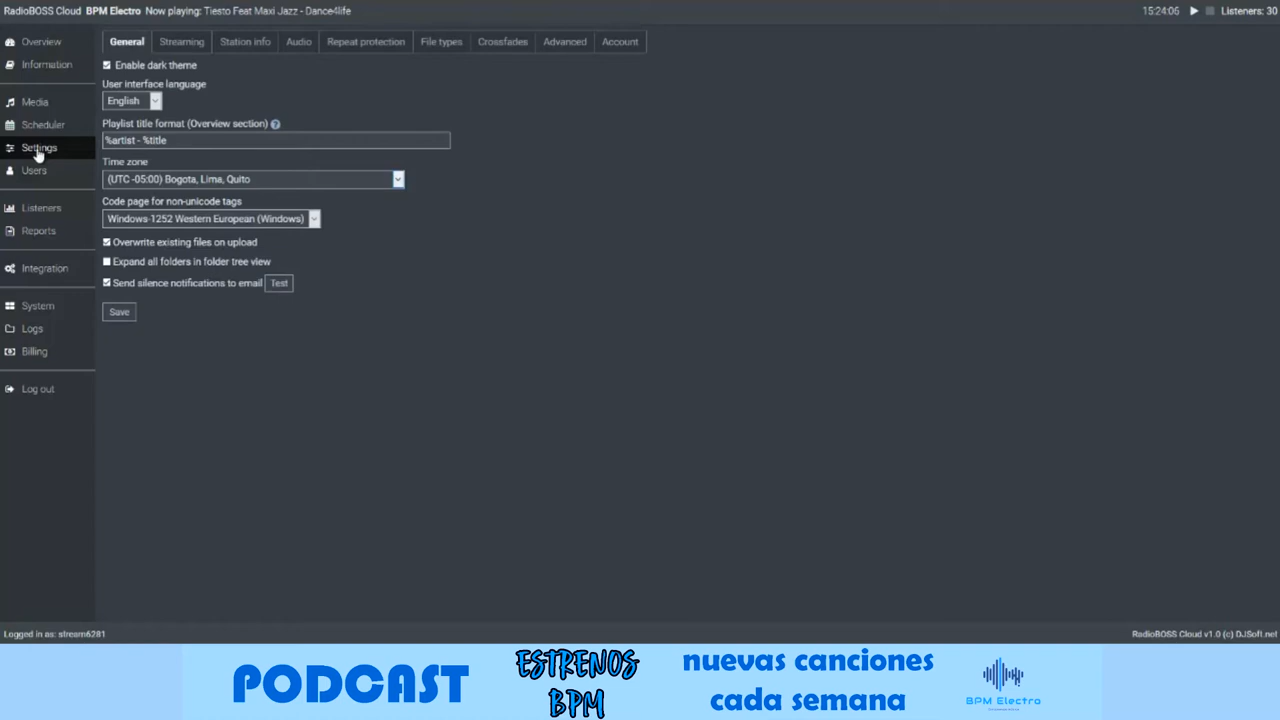 RadioBOSS Cloud BPM Electro Now playing: Tiesto Feat Maxi Jazz - Dance4life
15:24:06 Listeners: 30
Overview
Information
Media
Scheduler
Settings
Users
Listeners
Reports
Integration
System
Logs
Billing
Log out
General Streaming Station info Audio Repeat protection File types Crossfades Advanced Account
Enable dark theme
User interface language
English
Playlist title format (Overview section)
%artist - %title
Time zone
(UTC -05:00) Bogota, Lima, Quito
Code page for non-unicode tags
Windows-1252 Western European (Windows)
Overwrite existing files on upload
Expand all folders in folder tree view
Send silence notifications to email Test
Save
Logged in as: stream6281
RadioBOSS Cloud v1.0 (c) DJSoft.net
PODCAST
ESTRENOS
BPM
nuevas canciones
cada semana
BPM Electro